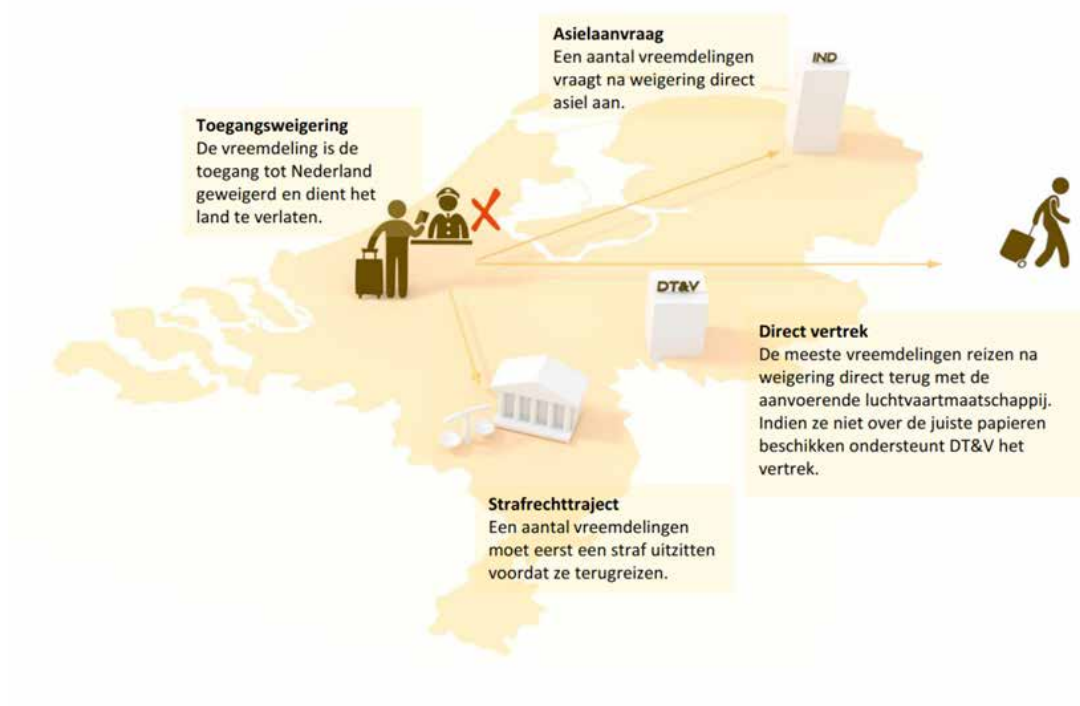 Asielaanvraag
Een aantal vreemdelingen
vraagt na weigering direct
asiel aan.
IND
Toegangsweigering
De vreemdeling is de
toegang tot Nederland
geweigerd en dient het
land te verlaten.
DT&V
Direct vertrek
De meeste vreemdelingen reizen na
weigering direct terug met de
aanvoerende luchtvaartmaatschappij.
Indien ze niet over de juiste papieren
beschikken ondersteunt DT&V het
vertrek.
Strafrechttraject
Een aantal vreemdelingen
moet eerst een straf uitzitten
voordat ze terugreizen.